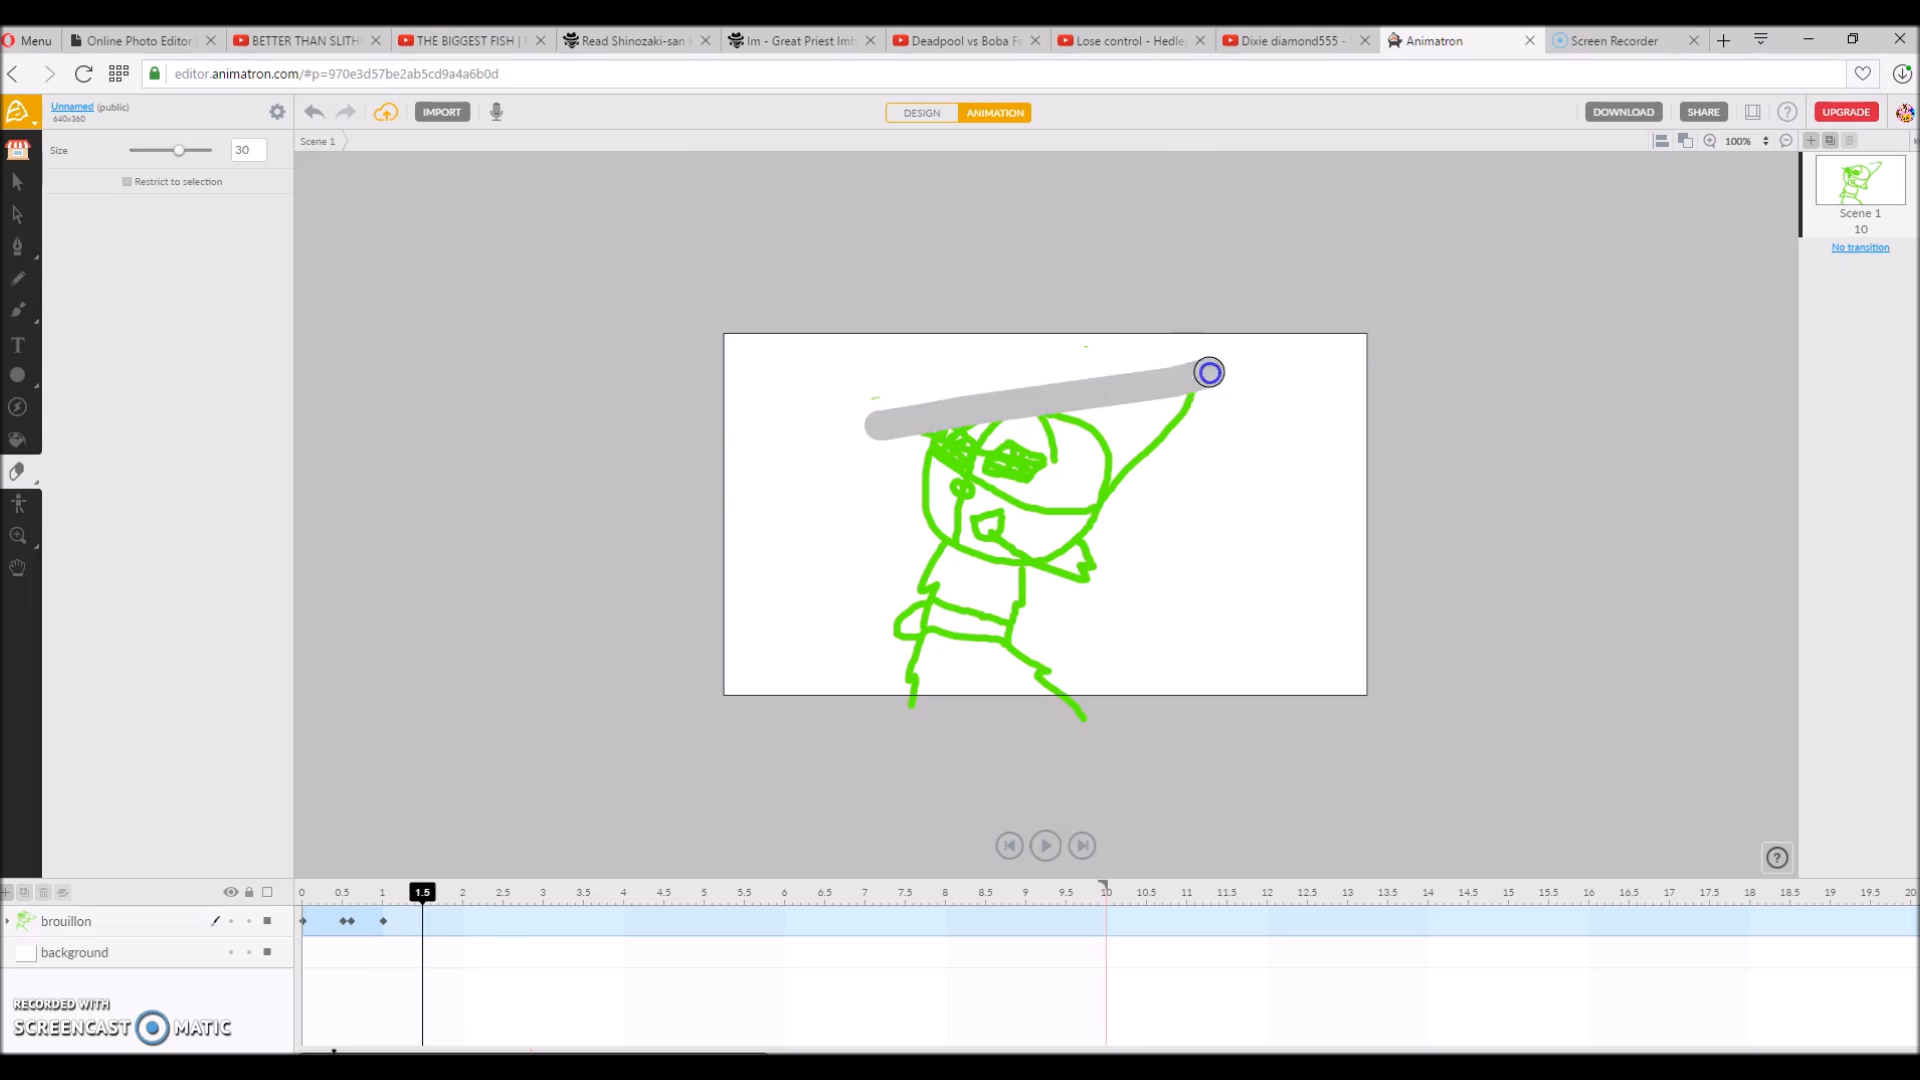 Menu
Online Photo Editor
BETTER THAN SLITH
THE BIGGEST FISH | F
Read Shinozaki-san
Im - Great Priest Imh
Deadpool vs Boba Fe
Lose control - Hedle
Dixie diamond555 -
Animatron
Screen Recorder
editor.animatron.com/#p=970e3d57be2ab5cd9a4a6b0d
Unnamed (public)
640x360
IMPORT
DESIGN
ANIMATION
DOWNLOAD
SHARE
?
UPGRADE
Size
30
Restrict to selection
Scene 1
100%
T
Scene 1
10
No transition
?
0 0.5 1 1.5 2 2.5 3 3.5 4 4.5 5 5.5 6 6.5 7 7.5 8 8.5 9 9.5 10 10.5 11 11.5 12 12.5 13 13.5 14 14.5 15 15.5 16 16.5 17 17.5 18 18.5 19 19.5 20
brouillon
background
RECORDED WITH
SCREENCAST MATIC